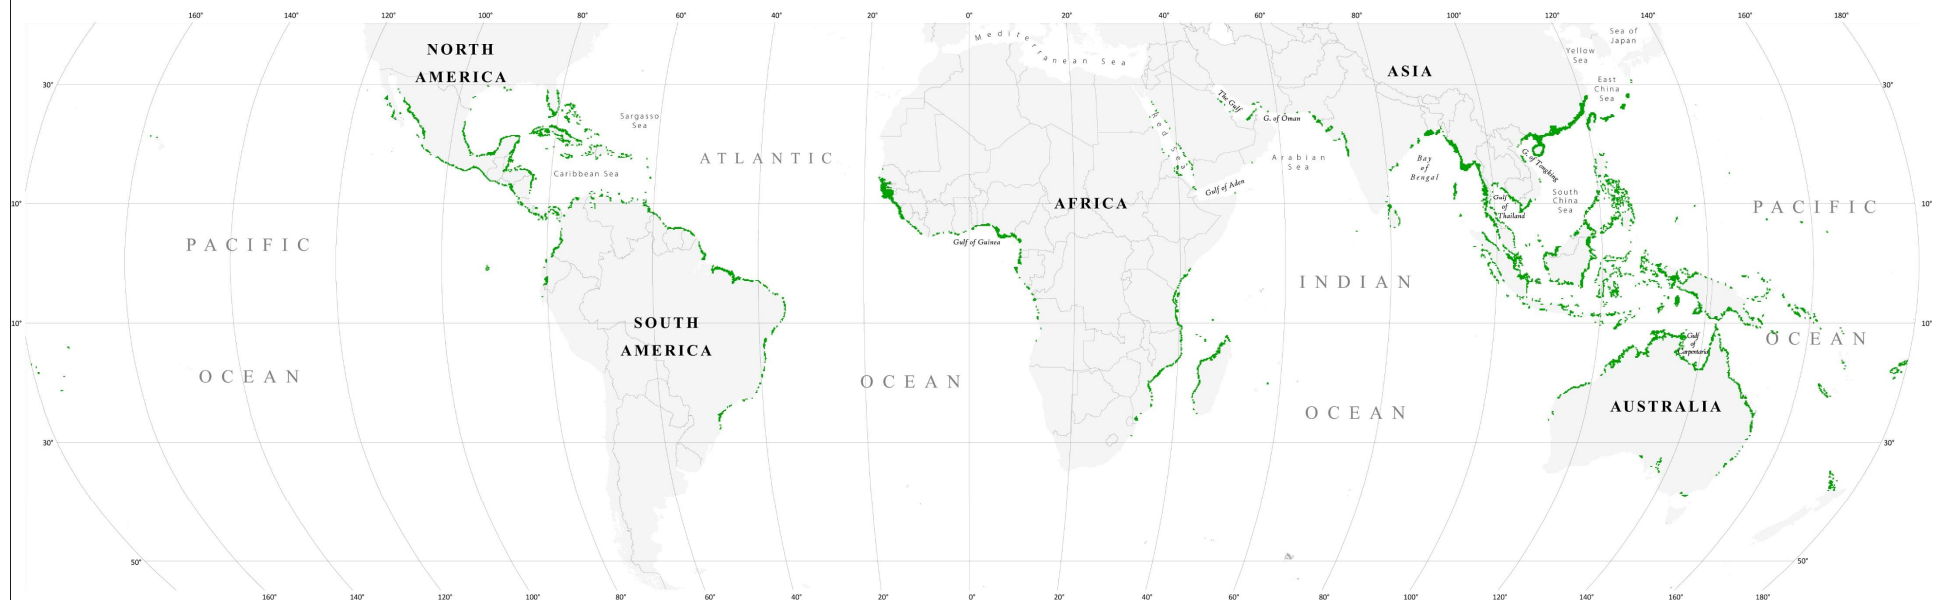 160° 140° 120° 100° 80° 60° 40° 20° 0° 20° 40° 60° 80° 100° 120° 140° 160° 180°
Sea of
Japan
Mediterranean Sea
NORTH
AMERICA
Yellow
Sea
ASIA
30°
30°
East
China
Sea
The Gulf
G. of Oman
Red Sea
Sargasso
Sea
ATLANTIC
Arabian
Sea
Bay
of
Bengal
G. of Tongking
Caribbean Sea
Gulf of Aden
South
China
Sea
Gulf
of
Thailand
10°
AFRICA
PACIFIC
10°
PACIFIC
Gulf of Guinea
INDIAN
10°
SOUTH
AMERICA
10°
OCEAN
Gulf
of
Carpentaria
OCEAN
OCEAN
OCEAN
AUSTRALIA
30°
30°
50°
50°
160° 140° 120° 100° 80° 60° 40° 20° 0° 20° 40° 60° 80° 100° 120° 140° 160° 180°